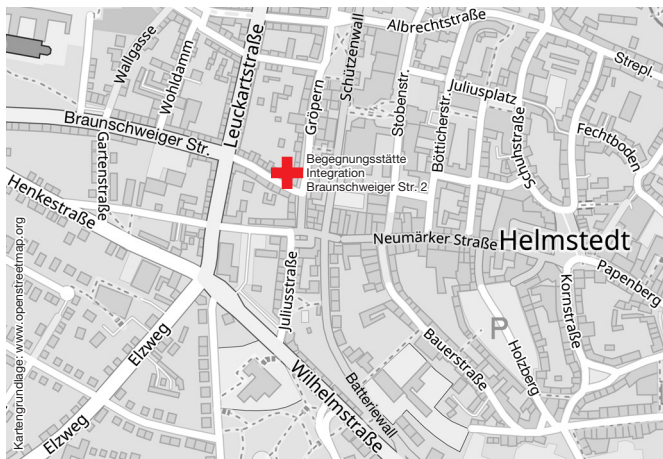 Albrechtstraße
Strepl.
Wallgasse
Wohldamm
Leuckartstraße
Schützenwall
Gröpern
Stobenstr.
Juliusplatz
Böttcherstr.
Schuhstraße
Fechtboden
Braunschweiger Str.
Gartenstraße
Begegnungsstätte
Integration
Braunschweiger Str. 2
Henkestraße
Neumärker Straße
Helmstedt
Papenberg
Kornstraße
Juliusstraße
Elzweg
Bauerstraße
P
Holzberg
Wilhelmstraße
Batteriewall
Elzweg
Kartengrundlage: www.openstreetmap.org